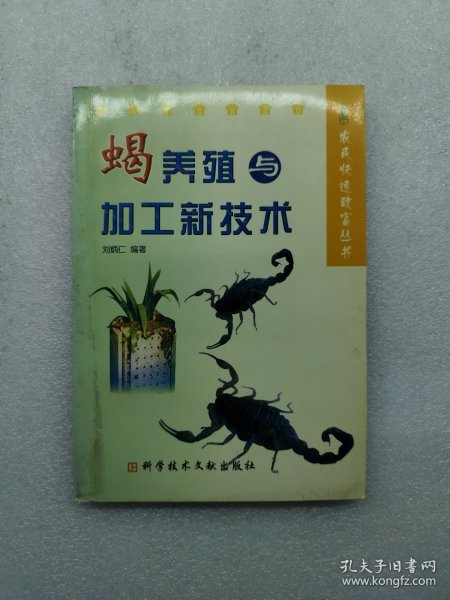 蝎养殖与
加工新技术
刘炳仁 编著
农民快速致富丛书
科学技术文献出版社
孔夫子旧书网
www.kongfz.com